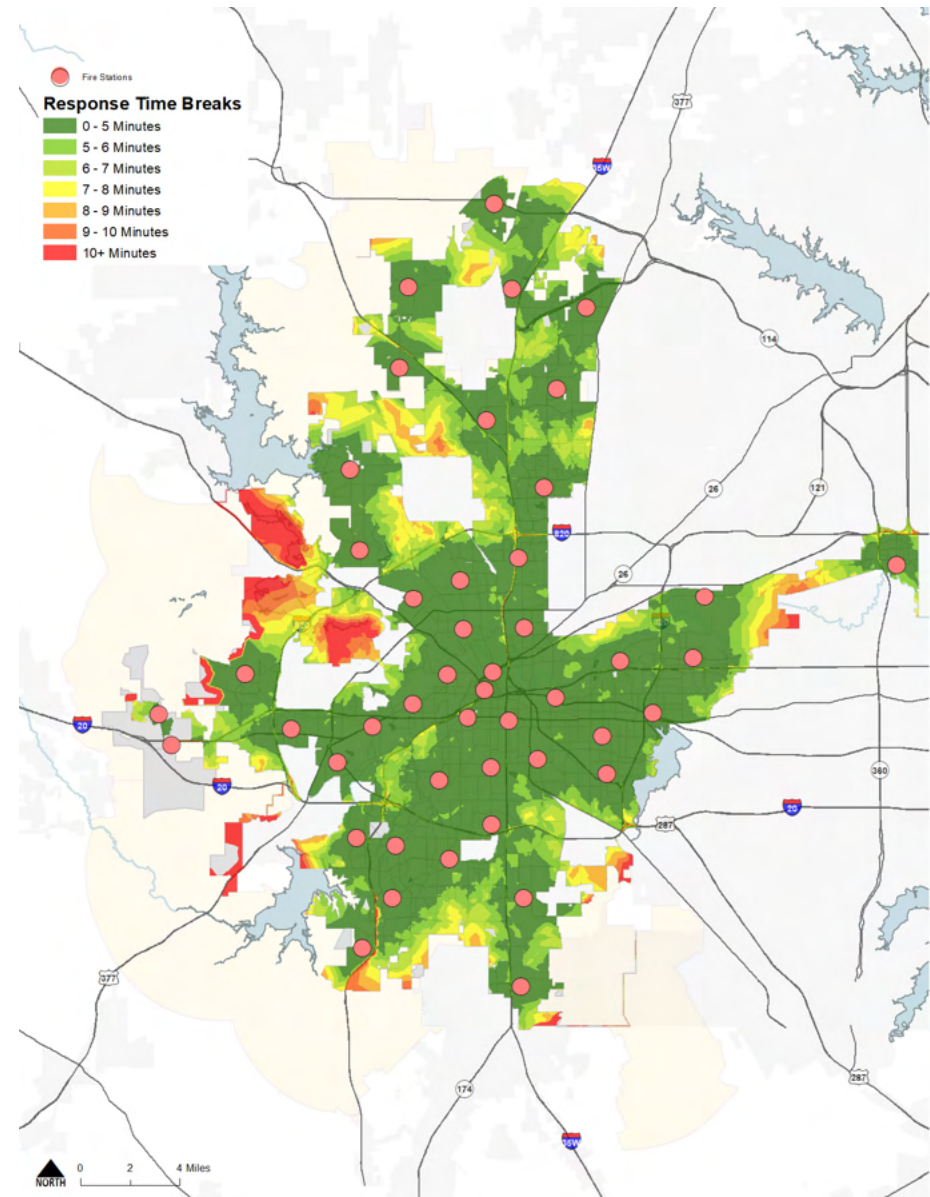 Fire Stations
Response Time Breaks
0 - 5 Minutes
5 - 6 Minutes
6 - 7 Minutes
7 - 8 Minutes
8 - 9 Minutes
9 - 10 Minutes
10+ Minutes
377
35W
114
26
121
820
26
20
20
360
20
287
377
174
287
35W
NORTH
0 2 4 Miles